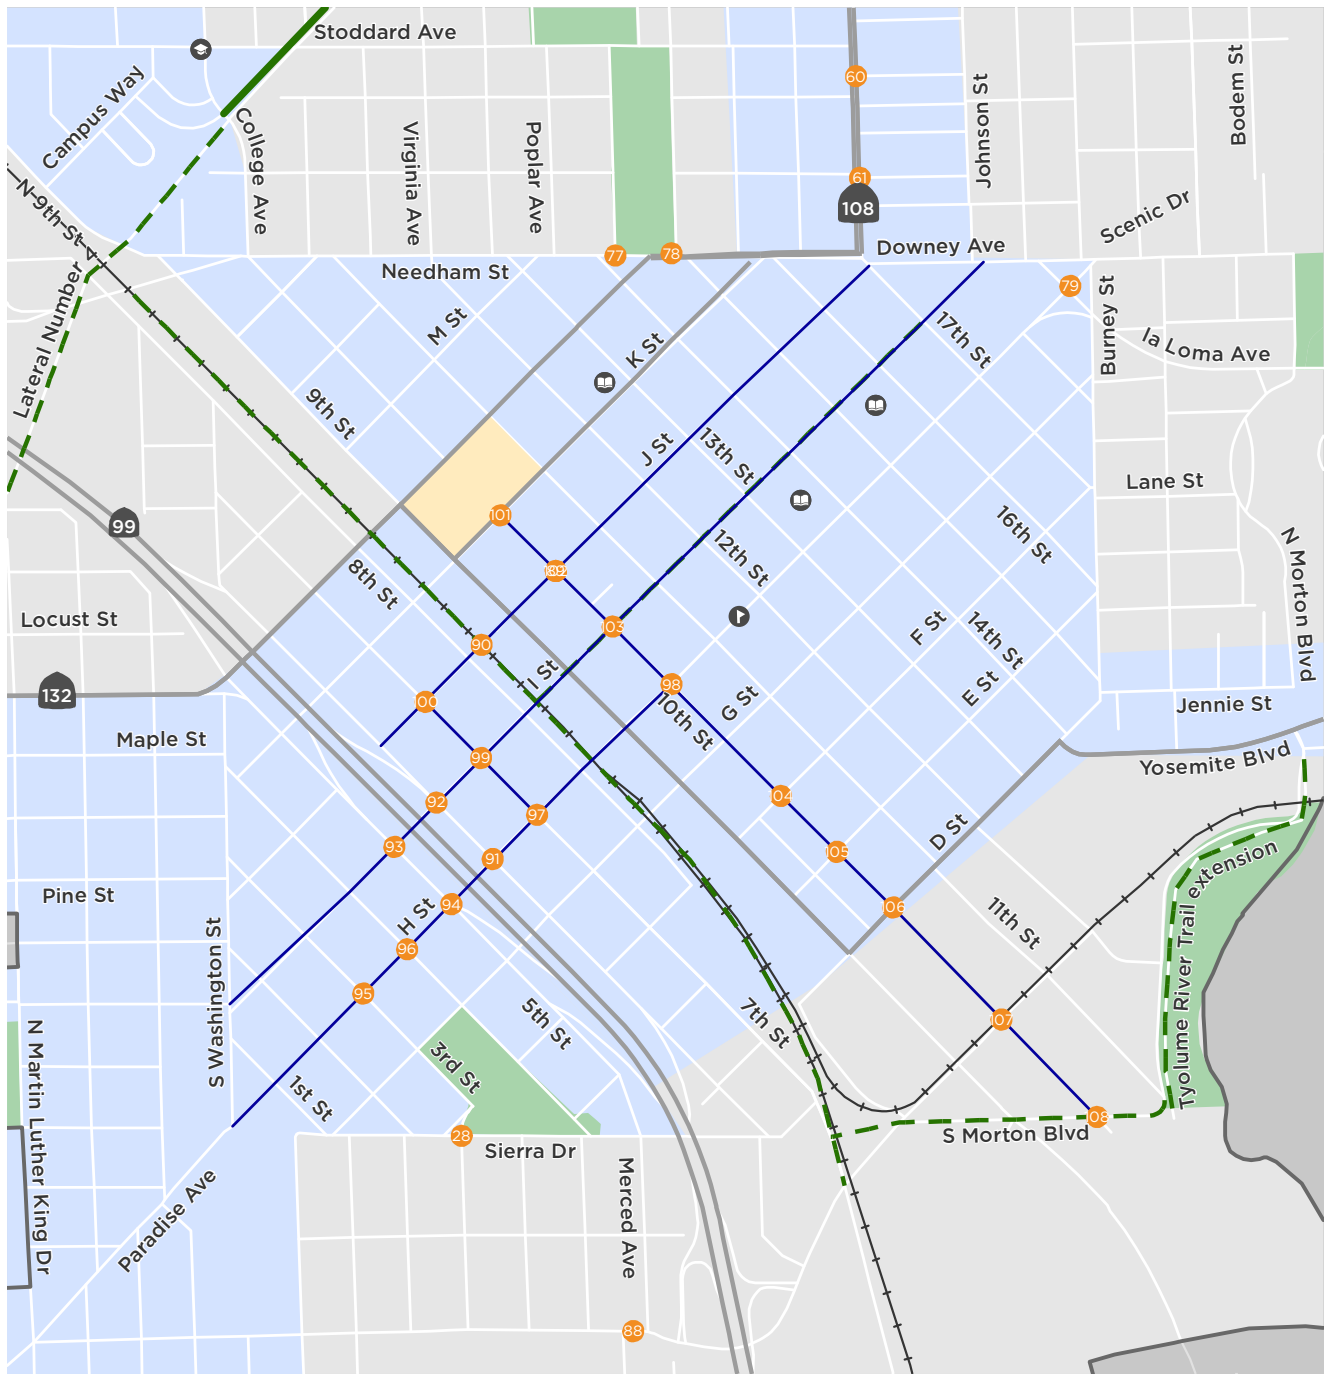 Stoddard Ave
Campus Way
College Ave
Virginia Ave
Poplar Ave
60
Johnson St
Bodem St
61
108
N 9th St
Scenic Dr
Downey Ave
77
78
Needham St
79
Lateral Number 4
M St
K St
17th St
Burney St
la Loma Ave
9th St
J St
13th St
Lane St
99
101
16th St
12th St
N Morton Blvd
8th St
Locust St
103
F St
14th St
90
I St
132
98
E St
100
G St
10th St
Jennie St
Maple St
99
Yosemite Blvd
92
104
97
D St
93
105
91
Pine St
94
106
H St
11th St
96
Tyolume River Trail extension
S Washington St
95
5th St
7th St
107
N Martin Luther King Dr
3rd St
1st St
108
28
S Morton Blvd
Sierra Dr
Merced Ave
Paradise Ave
88